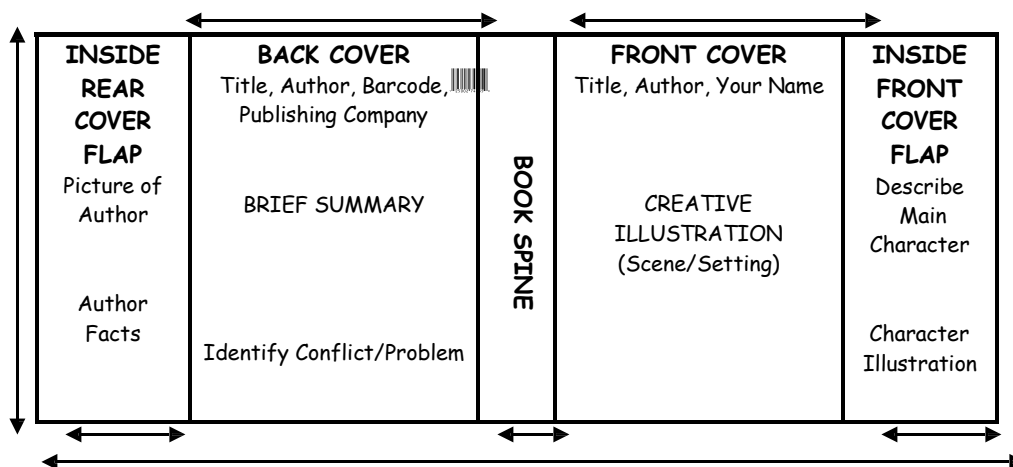 INSIDE
REAR
COVER
FLAP
Picture of
Author
Author
Facts
BACK COVER
Title, Author, Barcode,
Publishing Company
BRIEF SUMMARY
Identify Conflict/Problem
BOOK SPINE
FRONT COVER
Title, Author, Your Name
CREATIVE
ILLUSTRATION
(Scene/Setting)
INSIDE
FRONT
COVER
FLAP
Describe
Main
Character
Character
Illustration